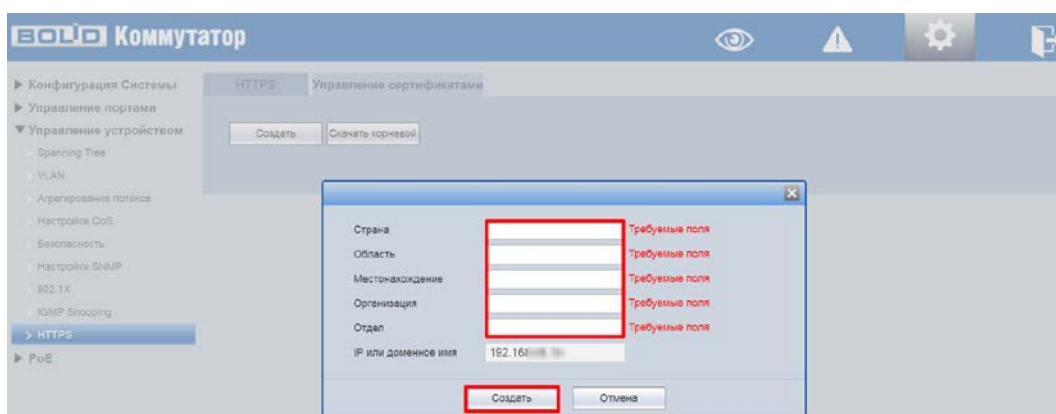 BOLID Коммутатор
Конфигурация Системы
HTTPS Управление сертификатами
Управление портами
Управление устройством
Создать Скачать корневой
Spanning Tree
VLAN
Агрегирование потоков
Настройки QoS
Безопасность
Настройки SNMP
802.1X
IGMP Snooping
> HTTPS
PoE
Страна Требуемые поля
Область Требуемые поля
Местонахождение Требуемые поля
Организация Требуемые поля
Отдел Требуемые поля
IP или доменное имя 192.16
Создать Отмена